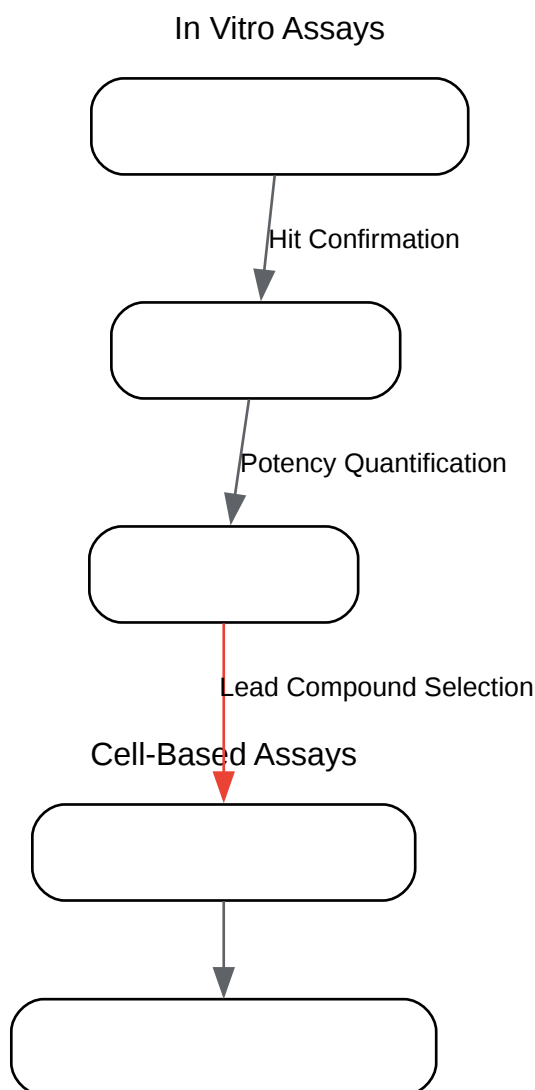 In Vitro Assays
Hit Confirmation
Potency Quantification
Lead Compound Selection
Cell-Based Assays